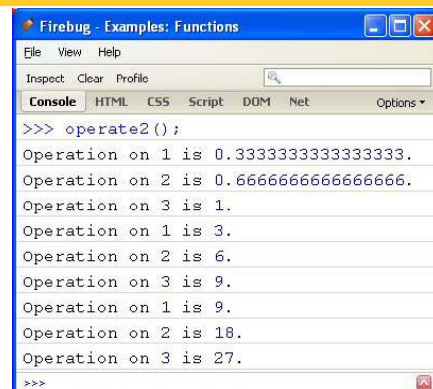 Firebug - Examples: Functions
File View Help
Inspect Clear Profile
Console HTML CSS Script DOM Net Options
>>> operate2();
Operation on 1 is 0.3333333333333333.
Operation on 2 is 0.6666666666666666.
Operation on 3 is 1.
Operation on 1 is 3.
Operation on 2 is 6.
Operation on 3 is 9.
Operation on 1 is 9.
Operation on 2 is 18.
Operation on 3 is 27.
>>>